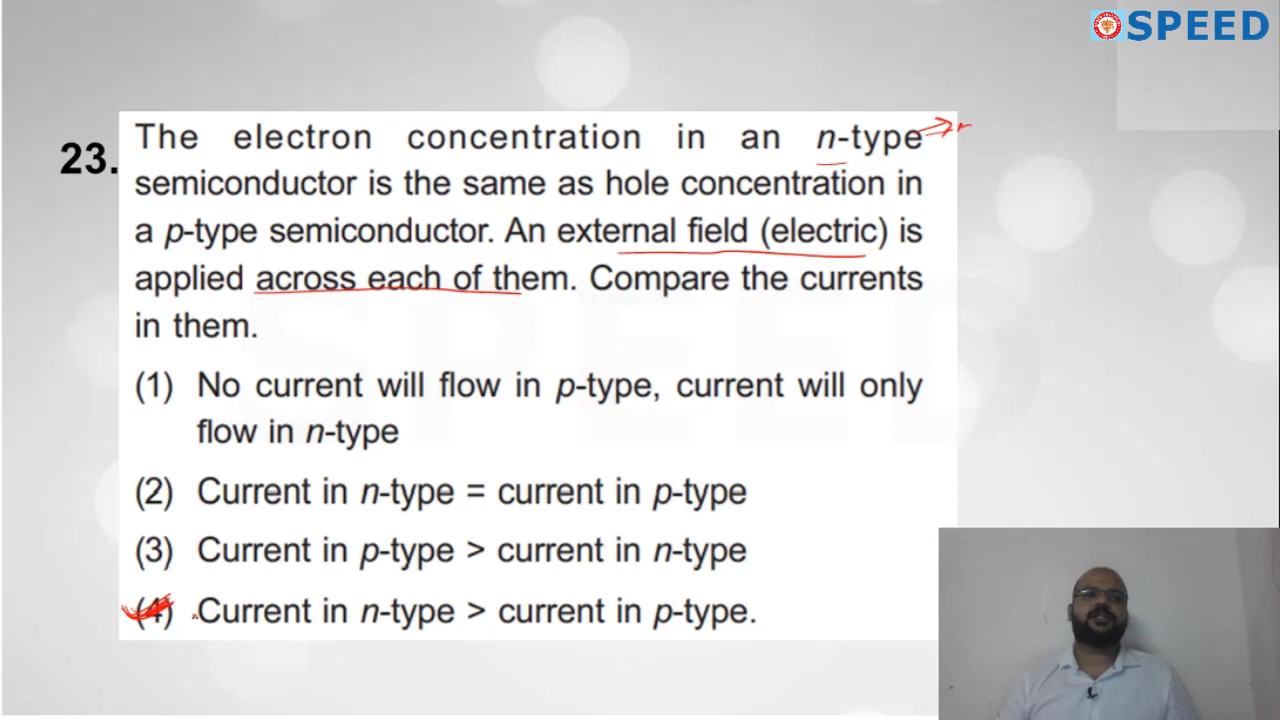 SPEED
23.
The electron concentration in an n-type
semiconductor is the same as hole concentration in
a p-type semiconductor. An external field (electric) is
applied across each of them. Compare the currents
in them.
(1) No current will flow in p-type, current will only
flow in n-type
(2) Current in n-type = current in p-type
(3) Current in p-type > current in n-type
(4) Current in n-type > current in p-type.